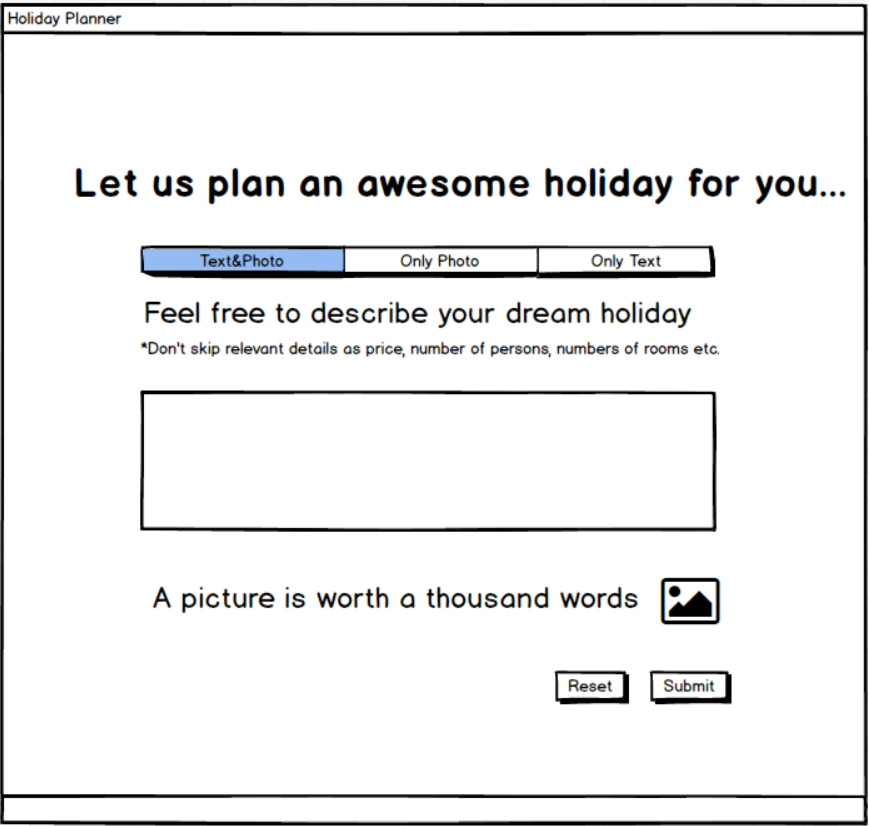 Holiday Planner
Let us plan an awesome holiday for you...
Text&Photo Only Photo Only Text
Feel free to describe your dream holiday
*Don't skip relevant details as price, number of persons, numbers of rooms etc.
A picture is worth a thousand words
Reset Submit